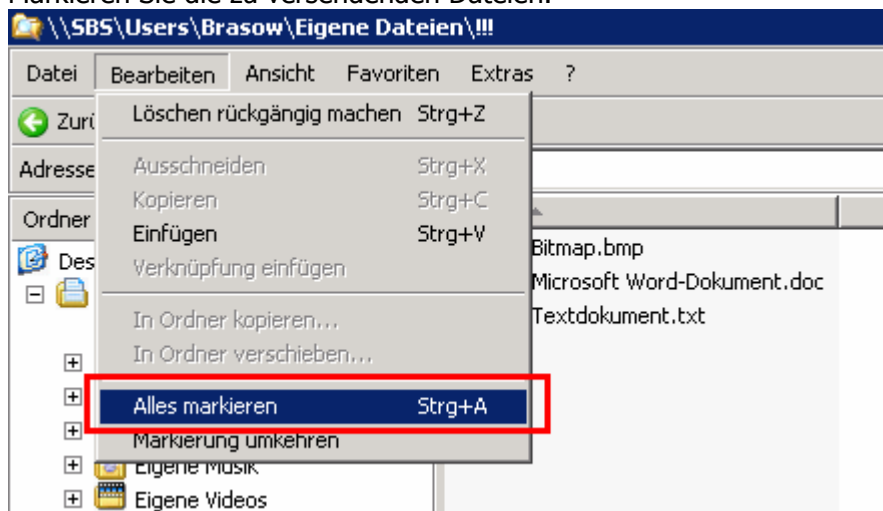 Markieren Sie die zu versendenden Dateien.
\\SBS\Users\Brasow\Eigene Dateien\!!!
Datei Bearbeiten Ansicht Favoriten Extras ?
Löschen rückgängig machen Strg+Z
Adresse
Ausschneiden Strg+X
Kopieren Strg+C
Ordner
Einfügen Strg+V
Bitmap.bmp
Verknüpfung einfügen
Microsoft Word-Dokument.doc
In Ordner kopieren...
Textdokument.txt
In Ordner verschieben...
Alles markieren Strg+A
Markierung umkehren
Eigene Musik
Eigene Videos